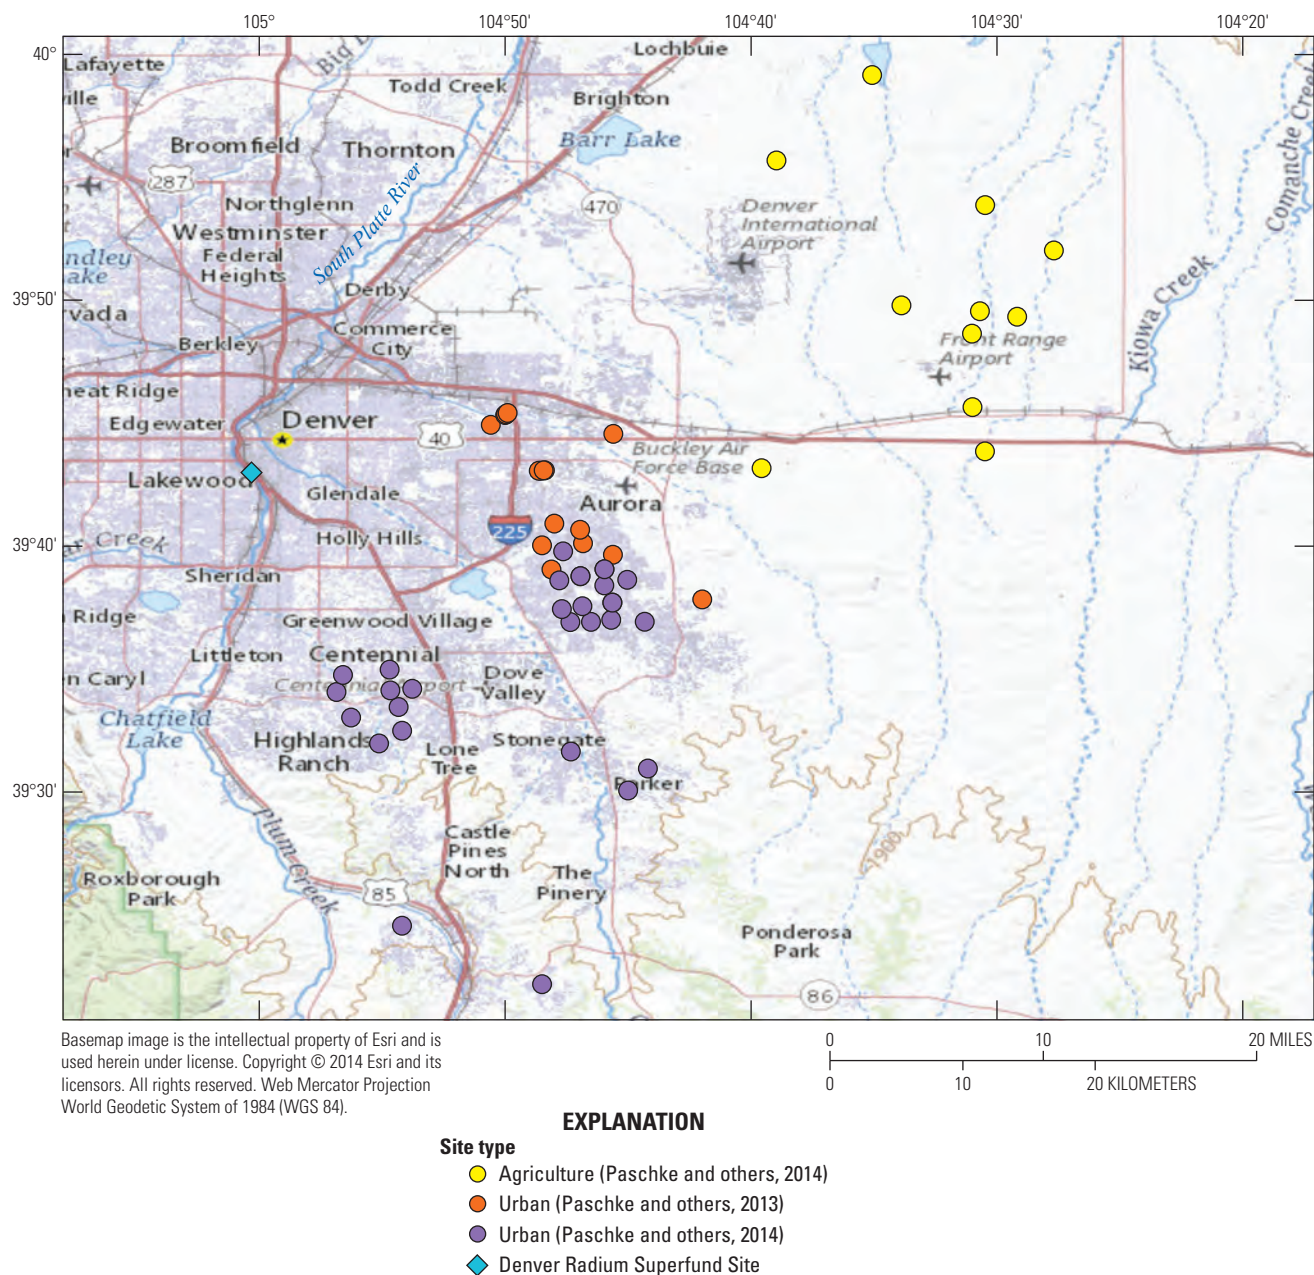 105° 104°50' 104°40' 104°30' 104°20'
40°
39°50'
39°40'
39°30'
Lafayette
ville
Todd Creek
Lochbuie
Brighton
Barr Lake
Broomfield
Thornton
287
Northglenn
470
Westminster
Federal
Heights
South Platte River
Denver
International
Airport
Comanche Creek
ndley
ake
Derby
vada
Commerce
City
Berkley
Kiowa Creek
Front Range
Airport
heat Ridge
Edgewater
Denver
40
Buckley Air
Force Base
Lakewood
Glendale
Aurora
225
Holly Hills
Creek
Sheridan
Ridge
Greenwood Village
Littleton
Centennial
Centennial Airport
n Caryl
Dove
Valley
Chatfield
Lake
Highlands
Ranch
Lone
Tree
Stonegate
Parker
Plum Creek
Castle
Pines
North
1900
Roxborough
Park
85
The
Pinery
Ponderosa
Park
86
Basemap image is the intellectual property of Esri and is
used herein under license. Copyright © 2014 Esri and its
licensors. All rights reserved. Web Mercator Projection
World Geodetic System of 1984 (WGS 84).
0 10 20 MILES
0 10 20 KILOMETERS
EXPLANATION
Site type
Agriculture (Paschke and others, 2014)
Urban (Paschke and others, 2013)
Urban (Paschke and others, 2014)
Denver Radium Superfund Site